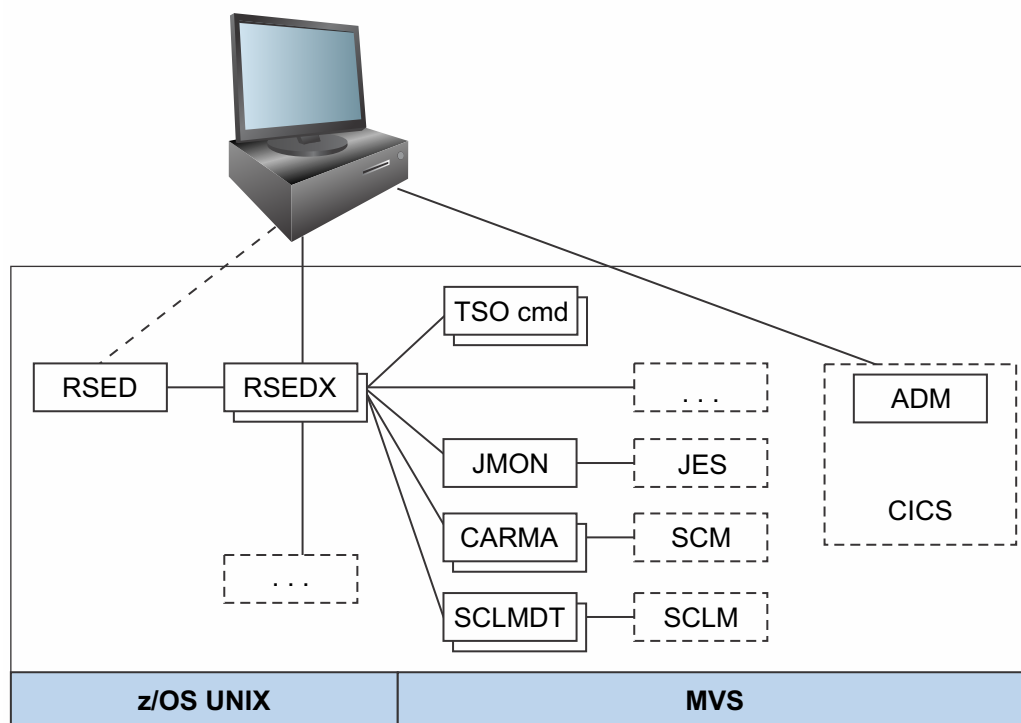 TSO cmd
RSED
RSEDX
. . .
ADM
JMON
JES
CICS
CARMA
SCM
. . .
SCLMDT
SCLM
z/OS UNIX
MVS